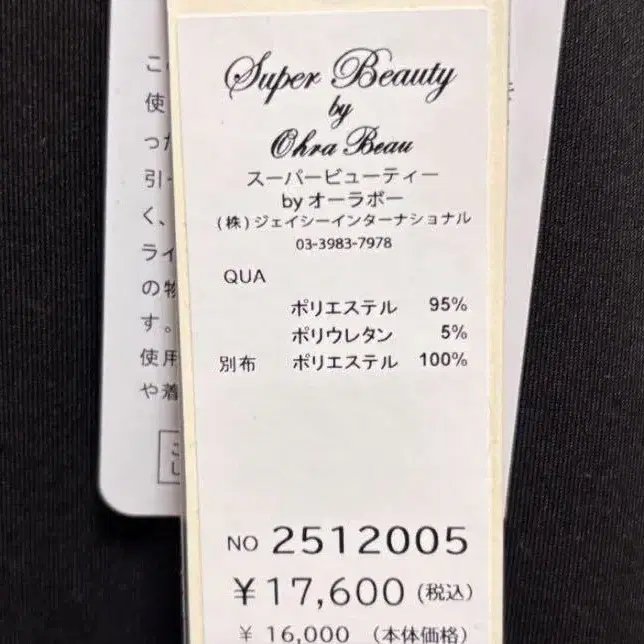 Super Beauty
by
Ohra Beau
スーパービューティー
by オーラボー
(株)ジェイシーインターナショナル
03-3983-7978
QUA
ポリエステル 95%
ポリウレタン 5%
別布 ポリエステル 100%
NO 2512005
¥17,600 (税込)
¥ 16,000 (本体価格)
こ
使
っ
引
く、
ライ
の物
す。
使用
や着